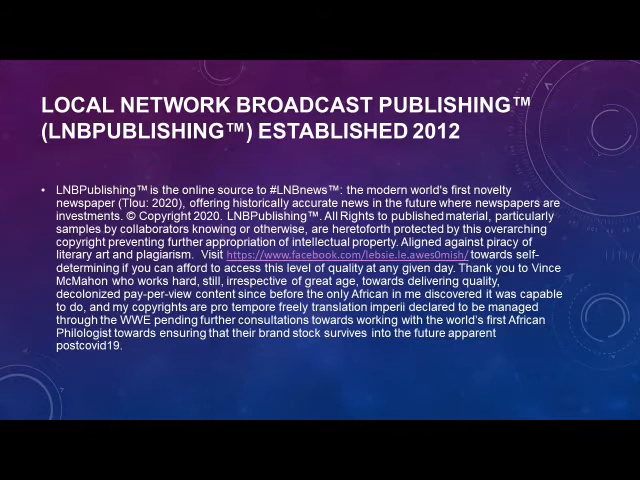 LOCAL NETWORK BROADCAST PUBLISHING™
(LNBPUBLISHING™) ESTABLISHED 2012
• LNBPublishing™ is the online source to #LNBnews™: the modern world's first novelty
newspaper (Tlou: 2020), offering historically accurate news in the future where newspapers are
investments. © Copyright 2020. LNBPublishing™. All Rights to published material, particularly
samples by collaborators knowing or otherwise, are heretoforth protected by this overarching
copyright preventing further appropriation of intellectual property. Aligned against piracy of
literary art and plagiarism. Visit https://www.facebook.com/lebsie.le.awes0mish/ towards self-
determining if you can afford to access this level of quality at any given day. Thank you to Vince
McMahon who works hard, still, irrespective of great age, towards delivering quality,
decolonized pay-per-view content since before the only African in me discovered it was capable
to do, and my copyrights are pro tempore freely translation imperii declared to be managed
through the WWE pending further consultations towards working with the world's first African
Philologist towards ensuring that their brand stock survives into the future apparent
postcovid19.